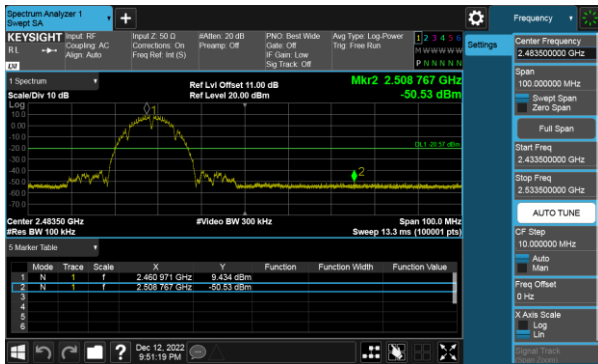 Spectrum Analyzer 1
Swept SA
+
Frequency
KEYSIGHT
RL
Input: RF
Coupling: AC
Align: Auto
Input Z: 50 Ω
Corrections: On
Freq Ref: Int (S)
#Atten: 20 dB
Preamp: Off
PNO: Best Wide
Gate: Off
IF Gain: Low
Sig Track: Off
Avg Type: Log-Power
Trig: Free Run
1 2 3 4 5 6
M W W W W W
P N N N N N
1 Spectrum
Scale/Div 10 dB
Ref Lvl Offset 11.00 dB
Ref Level 20.00 dBm
Mkr2 2.508 767 GHz
-50.53 dBm
Log
10.0
0.00
-10.0
-20.0
-30.0
-40.0
-50.0
-60.0
-70.0
1
DL1 -20.57 dBm
2
Center 2.48350 GHz
#Res BW 100 kHz
#Video BW 300 kHz
Span 100.0 MHz
Sweep 13.3 ms (100001 pts)
5 Marker Table
Mode Trace Scale X Y Function Function Width Function Value
1 N 1 f 2.460 971 GHz 9.434 dBm
2 N 1 f 2.508 767 GHz -50.53 dBm
3
4
5
6
Dec 12, 2022
9:51:19 PM
Settings
Center Frequency
2.483500000 GHz
Span
100.000000 MHz
Swept Span
Zero Span
Full Span
Start Freq
2.433500000 GHz
Stop Freq
2.533500000 GHz
AUTO TUNE
CF Step
10.000000 MHz
Auto
Man
Freq Offset
0 Hz
X Axis Scale
Log
Lin
Signal Track
(Span Zoom)